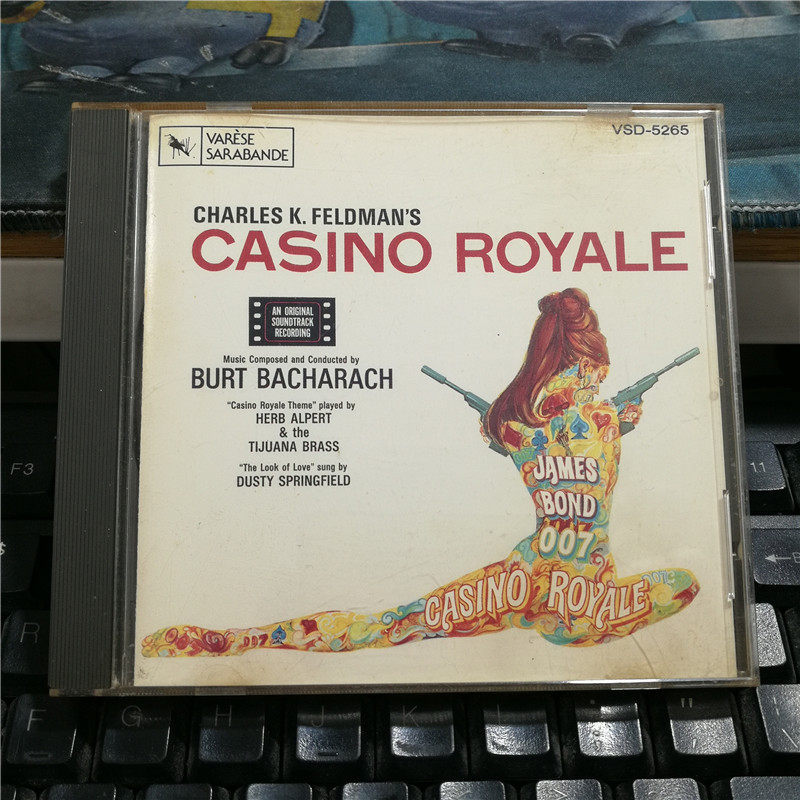 VARÈSE
SARABANDE
VSD-5265
CHARLES K. FELDMAN'S
CASINO ROYALE
AN ORIGINAL
SOUNDTRACK
RECORDING
Music Composed and Conducted by
BURT BACHARACH
"Casino Royale Theme" played by
HERB ALPERT
& the
TIJUANA BRASS
"The Look of Love" sung by
DUSTY SPRINGFIELD
JAMES
BOND
007
CASINO ROYALE
007
F3
R
F
G
H
J
K
L